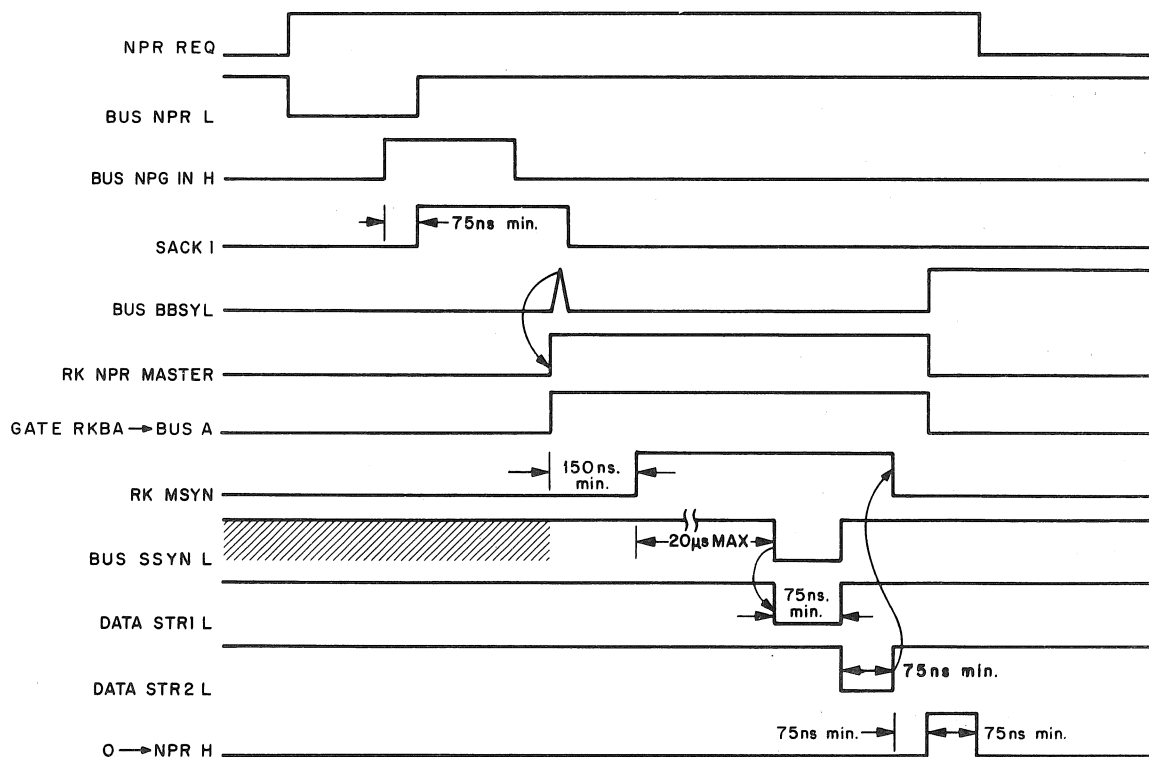 NPR REQ
BUS NPR L
BUS NPG IN H
75ns min.
SACK I
BUS BBSYL
RK NPR MASTER
GATE RKBA → BUS A
150ns. min.
RK MSYN
20μs MAX
BUS SSYN L
75ns. min.
DATA STR1 L
75ns min.
DATA STR2 L
75ns min. 75ns min.
O → NPR H